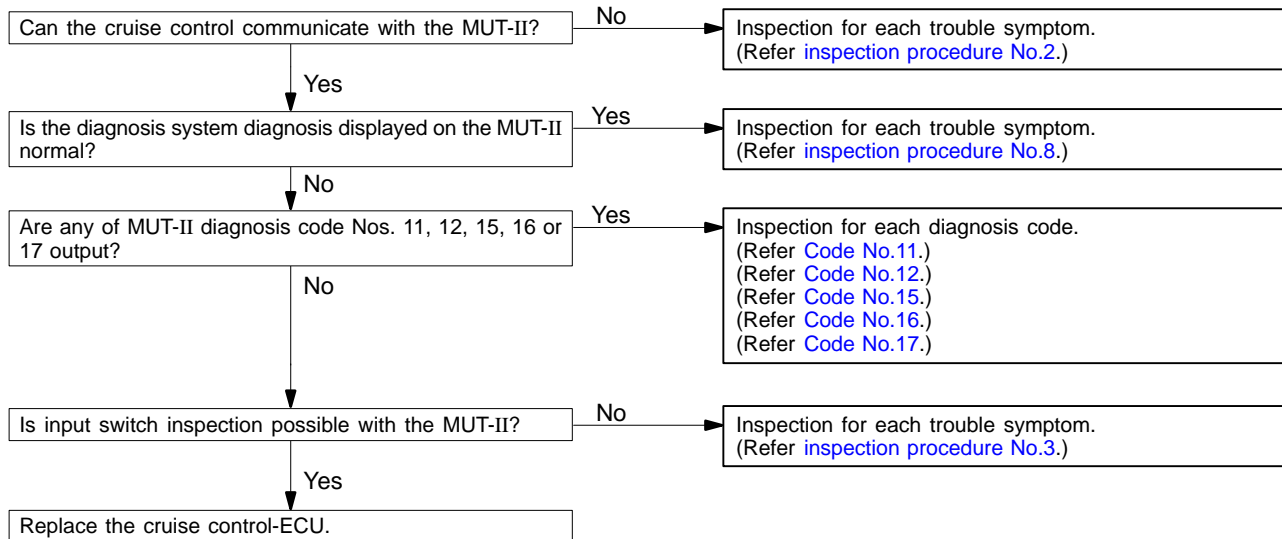 Can the cruise control communicate with the MUT-II?
No
Inspection for each trouble symptom.
(Refer inspection procedure No.2.)
Yes
Is the diagnosis system diagnosis displayed on the MUT-II
normal?
Yes
Inspection for each trouble symptom.
(Refer inspection procedure No.8.)
No
Are any of MUT-II diagnosis code Nos. 11, 12, 15, 16 or
17 output?
Yes
Inspection for each diagnosis code.
(Refer Code No.11.)
(Refer Code No.12.)
(Refer Code No.15.)
(Refer Code No.16.)
(Refer Code No.17.)
No
Is input switch inspection possible with the MUT-II?
No
Inspection for each trouble symptom.
(Refer inspection procedure No.3.)
Yes
Replace the cruise control-ECU.